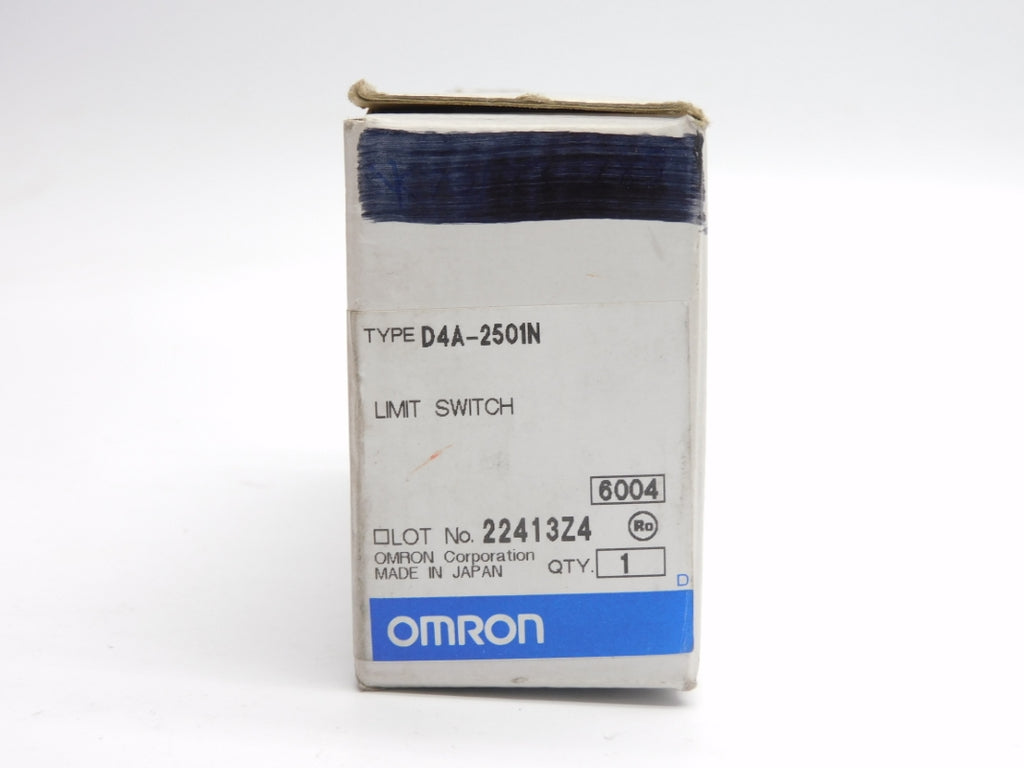 TYPE D4A-2501N
LIMIT SWITCH
6004
LOT No. 22413Z4
OMRON Corporation
MADE IN JAPAN
QTY. 1
D
OMRON